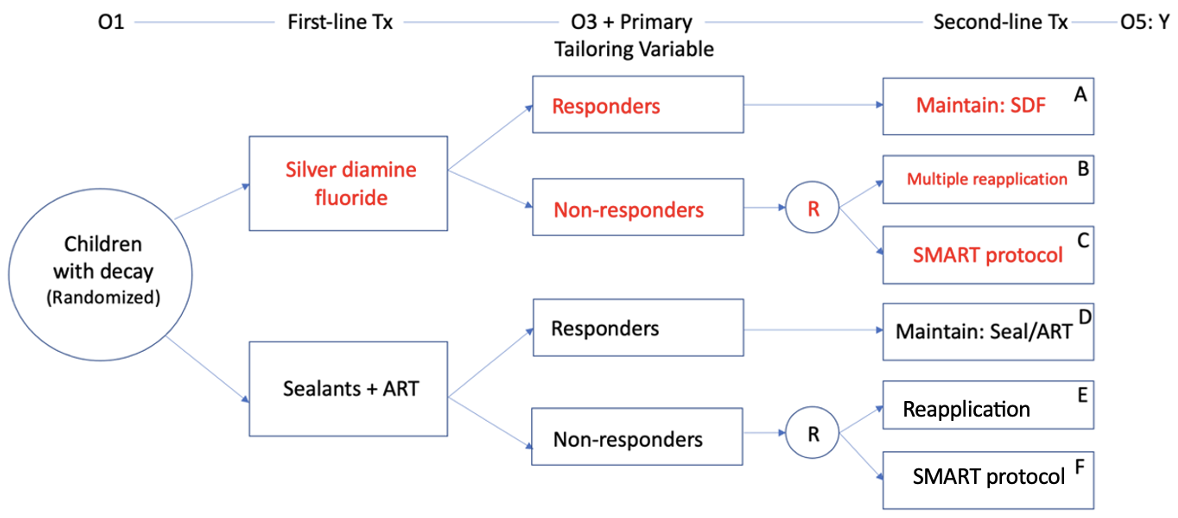 O1 First-line Tx O3 + Primary Second-line Tx O5: Y
Tailoring Variable
Responders
Maintain: SDF A
Silver diamine
fluoride
Multiple reapplication B
Non-responders
R
SMART protocol C
Children
with decay
(Randomized)
Responders
Maintain: Seal/ART D
Sealants + ART
Reapplication E
Non-responders
R
SMART protocol F